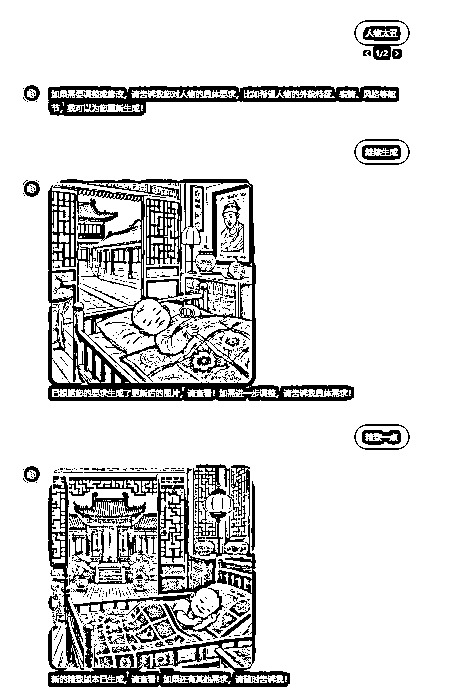 人物太丑
1/2
如果需要调整或修改，请告诉我您对人物的具体要求，比如希望人物的外貌特征、表情、风格等细
节，我可以为您重新生成！
继续生成
已根据您的要求生成了更新后的图片，请查看！如果进一步调整，请告诉我具体需求！
精致一点
新的精致版本已生成，请查看！如果还有其他需求，请随时告诉我！